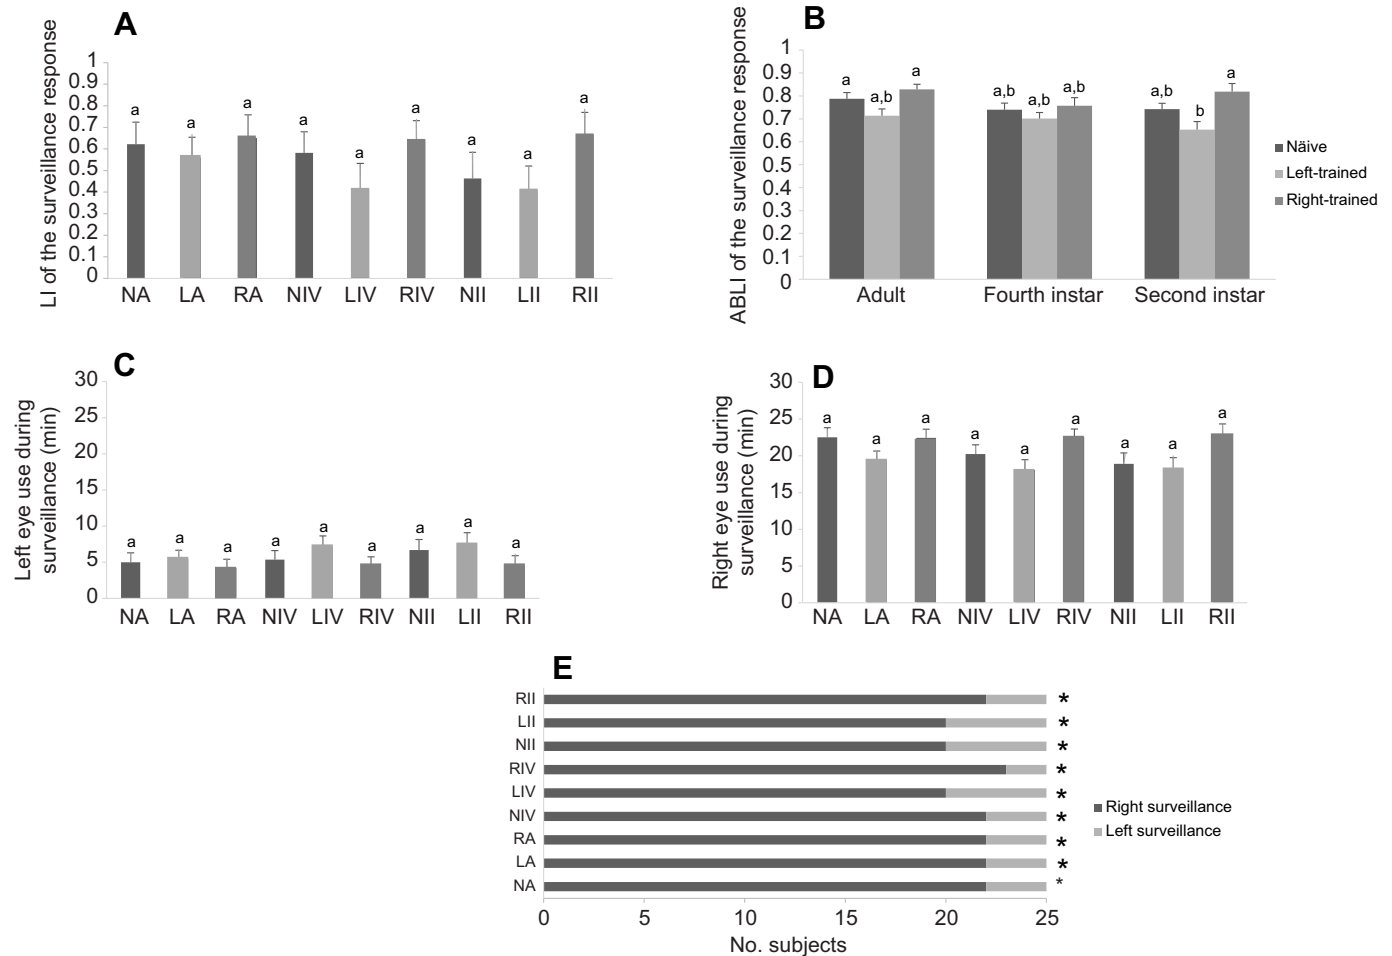 A
LI of the surveillance response
1
0.9
0.8
0.7
0.6
0.5
0.4
0.3
0.2
0.1
0
a a a a a a a a a
NA LA RA NIV LIV RIV NII LII RII
B
ABLI of the surveillance response
1
0.9
0.8
0.7
0.6
0.5
0.4
0.3
0.2
0.1
0
a a,b a a,b a,b a,b a,b b a
Adult Fourth instar Second instar
Näive
Left-trained
Right-trained
C
Left eye use during
surveillance (min)
30
25
20
15
10
5
0
a a a a a a a a a
NA LA RA NIV LIV RIV NII LII RII
D
Right eye use during
surveillance (min)
30
25
20
15
10
5
0
a a a a a a a a a
NA LA RA NIV LIV RIV NII LII RII
E
RII *
LII *
NII *
RIV *
LIV *
NIV *
RA *
LA *
NA *
0 5 10 15 20 25
No. subjects
Right surveillance
Left surveillance